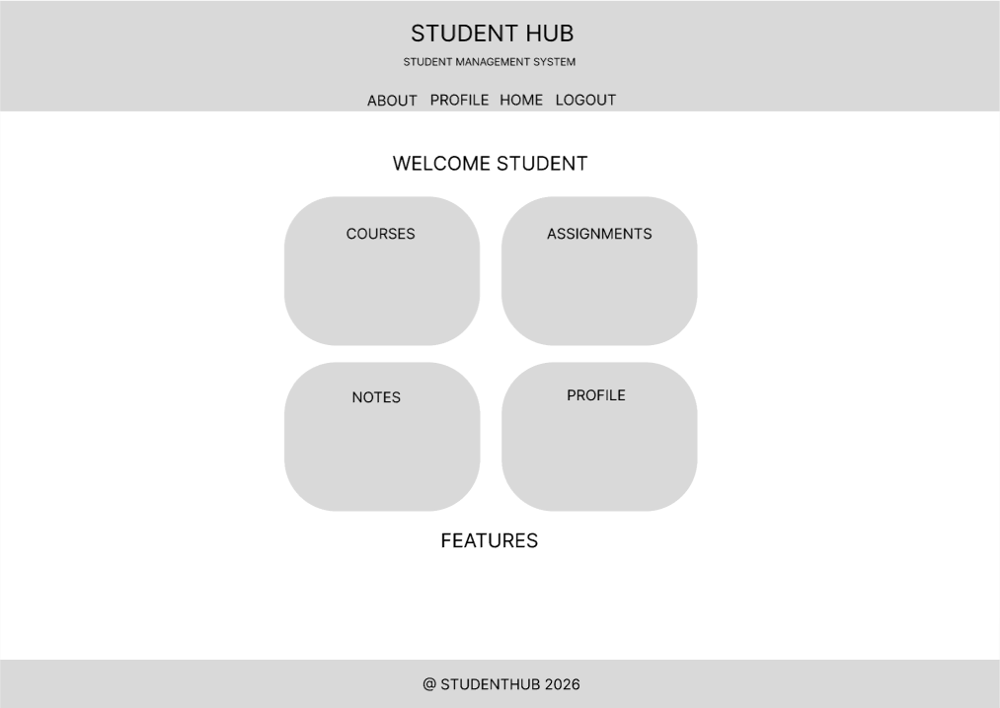 STUDENT HUB
STUDENT MANAGEMENT SYSTEM
ABOUT PROFILE HOME LOGOUT
WELCOME STUDENT
COURSES
ASSIGNMENTS
NOTES
PROFILE
FEATURES
@ STUDENTHUB 2026